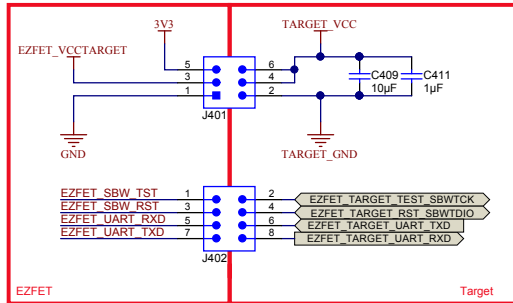 3V3
TARGET_VCC
EZFET_VCCTARGET
5
6
3
4
1
2
J401
C409
10µF
C411
1µF
GND
TARGET_GND
EZFET_SBW_TST
1
2
EZFET_TARGET_TEST_SBWTCK
EZFET_SBW_RST
3
4
EZFET_TARGET_RST_SBWTDIO
EZFET_UART_RXD
5
6
EZFET_TARGET_UART_TXD
EZFET_UART_TXD
7
8
EZFET_TARGET_UART_RXD
J402
EZFET
Target